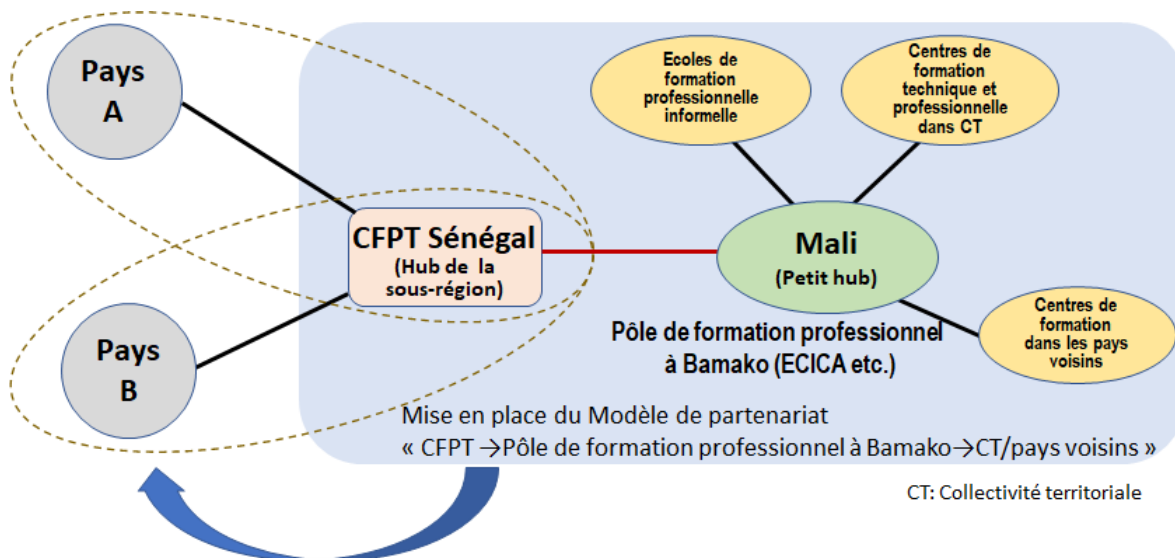 Pays
A
Pays
B
CFPT Sénégal
(Hub de la
sous-région)
Ecoles de
formation
professionnelle
informelle
Centres de
formation
technique et
professionnelle
dans CT
Mali
(Petit hub)
Centres de
formation
dans les pays
voisins
Pôle de formation professionnel
à Bamako (ECICA etc.)
Mise en place du Modèle de partenariat
« CFPT →Pôle de formation professionnel à Bamako→CT/pays voisins »
CT: Collectivité territoriale